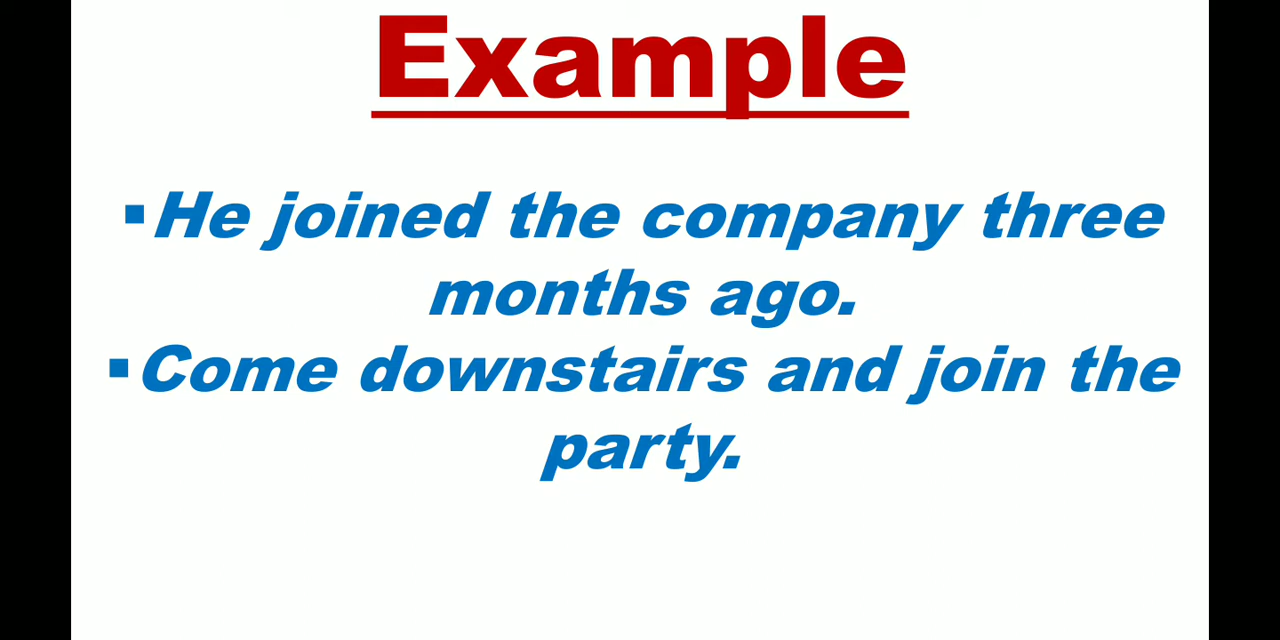 Example
▪He joined the company three
months ago.
▪Come downstairs and join the
party.